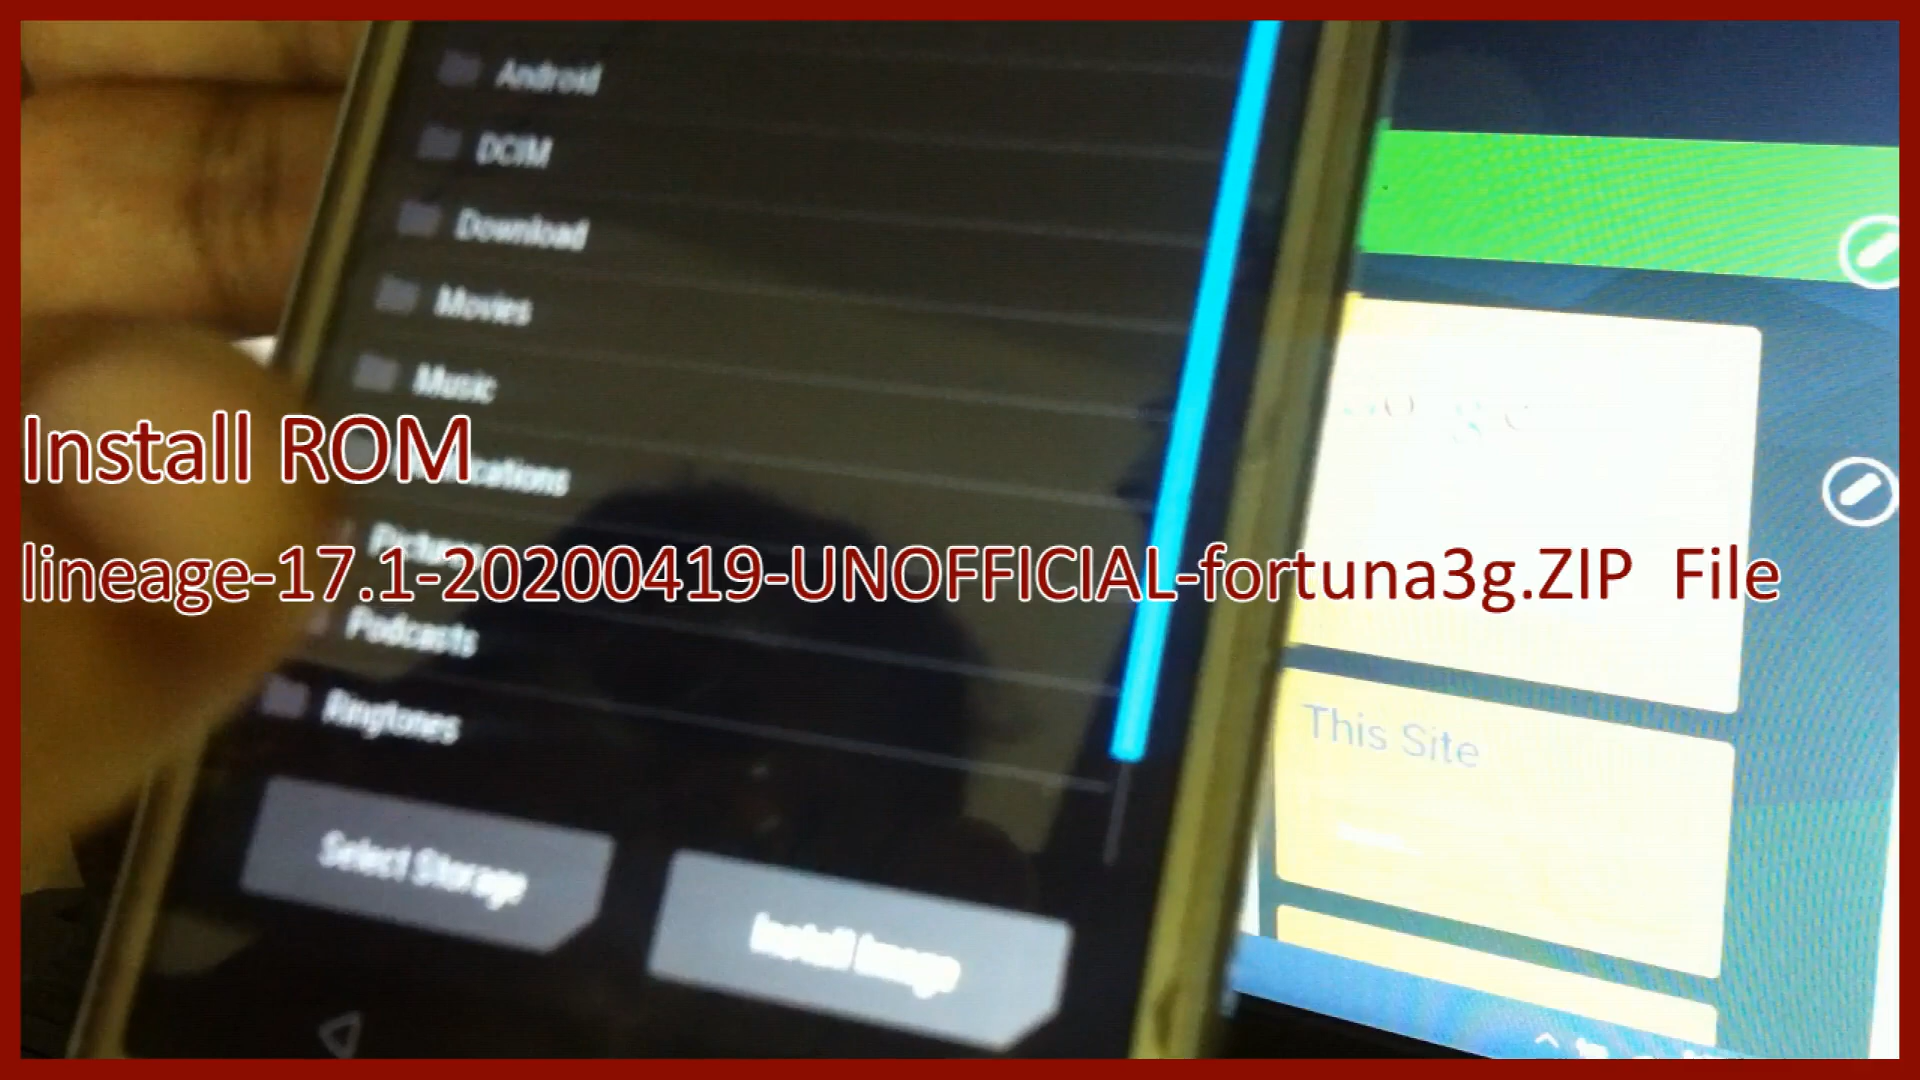 Android
DCIM
Download
Movies
Music
Install ROM
Pictures
lineage-17.1-20200419-UNOFFICIAL-fortuna3g.ZIP File
Podcasts
Ringtones
This Site
Select Storage
Install Image